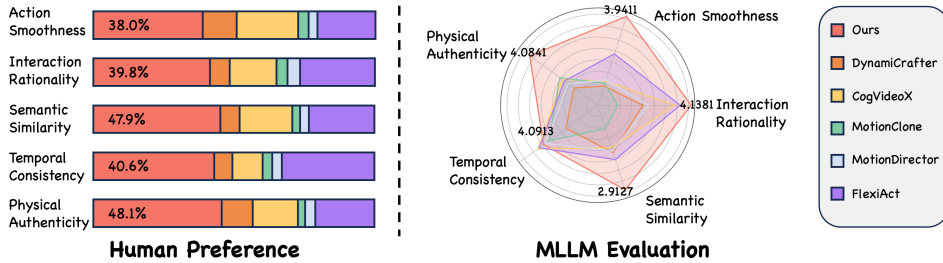 Action
Smoothness
38.0%
Interaction
Rationality
39.8%
Semantic
Similarity
47.9%
Temporal
Consistency
40.6%
Physical
Authenticity
48.1%
Human Preference
3.9411
Action Smoothness
Physical
Authenticity
4.0841
4.1381
Interaction
Rationality
4.0913
Temporal
Consistency
2.9127
Semantic
Similarity
MLLM Evaluation
Ours
DynamiCrafter
CogVideoX
MotionClone
MotionDirector
FlexiAct